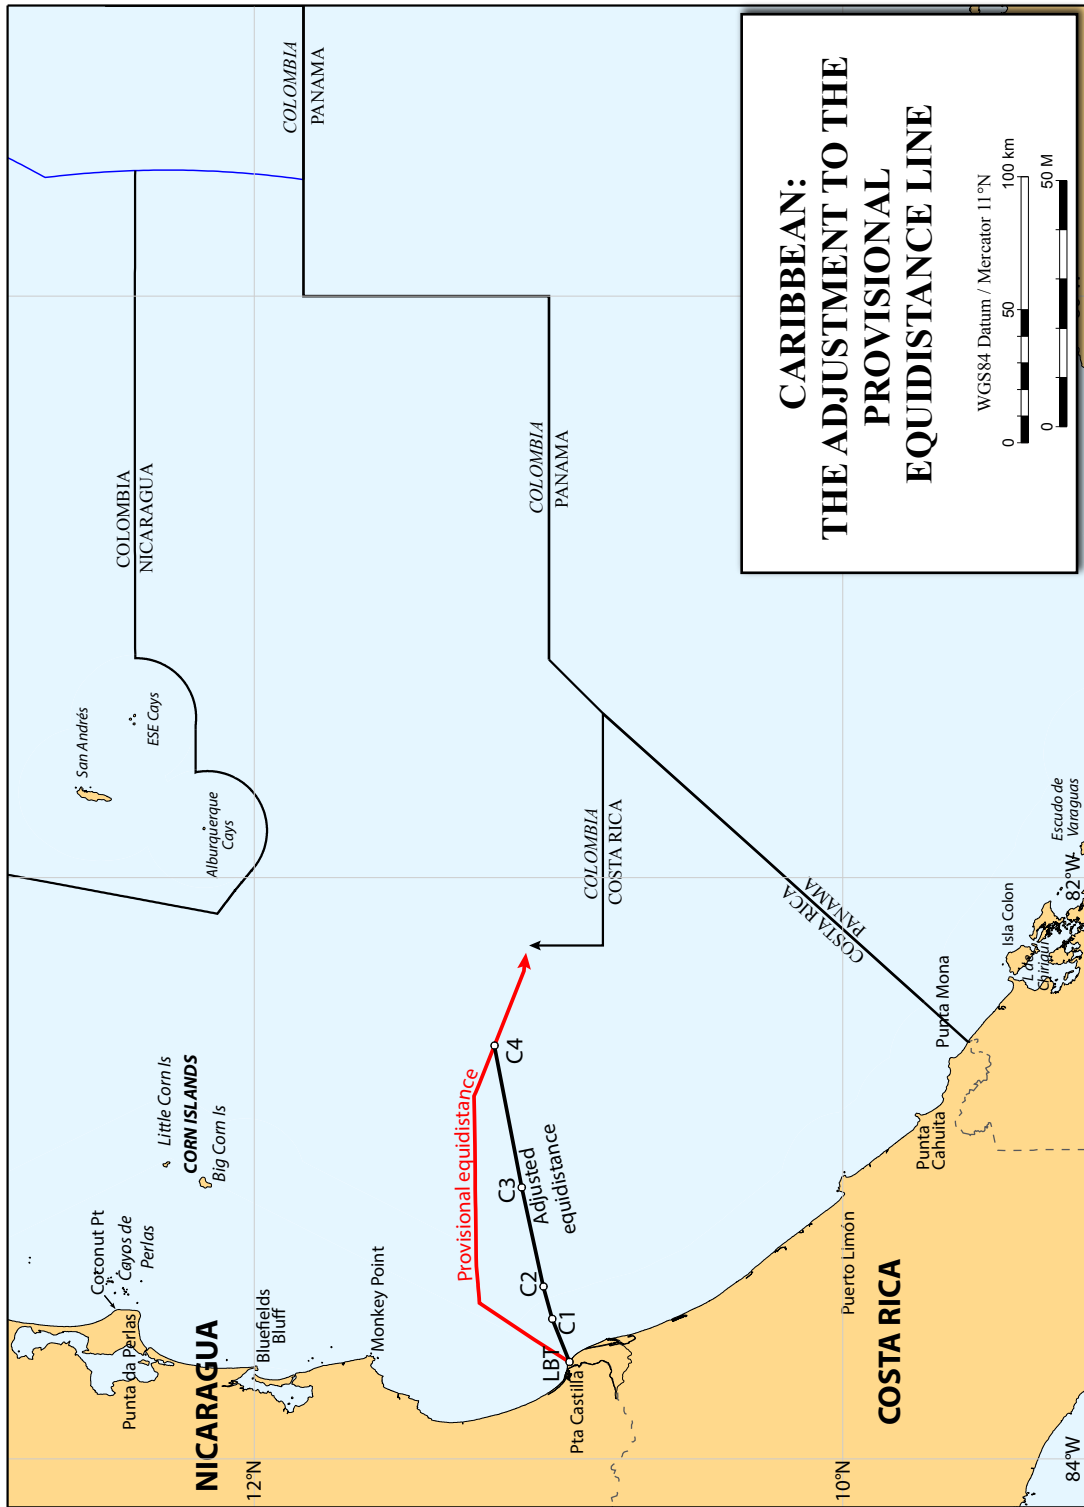 CARIBBEAN:
THE ADJUSTMENT TO THE
PROVISIONAL
EQUIDISTANCE LINE
WGS84 Datum / Mercator 11°N
0
50
100 km
0
50 M
COLOMBIA
PANAMA
COLOMBIA
NICARAGUA
COLOMBIA
PANAMA
COLOMBIA
COSTA RICA
COSTA RICA
PANAMA
San Andrés
ESE Cays
Alburquerque
Cays
Little Corn Is
CORN ISLANDS
Big Corn Is
Coconut Pt
Cayos de
Perlas
Punta da Perlas
NICARAGUA
Bluefields
Bluff
Monkey Point
Provisional equidistance
Adjusted
equidistance
LBT
C1
C2
C3
C4
Pta Castilla
Puerto Limón
COSTA RICA
Punta
Cahuita
Punta Mona
Isla Colon
L de
Chiriqui
Escudo de
Varaguas
12°N
10°N
84°W
82°W